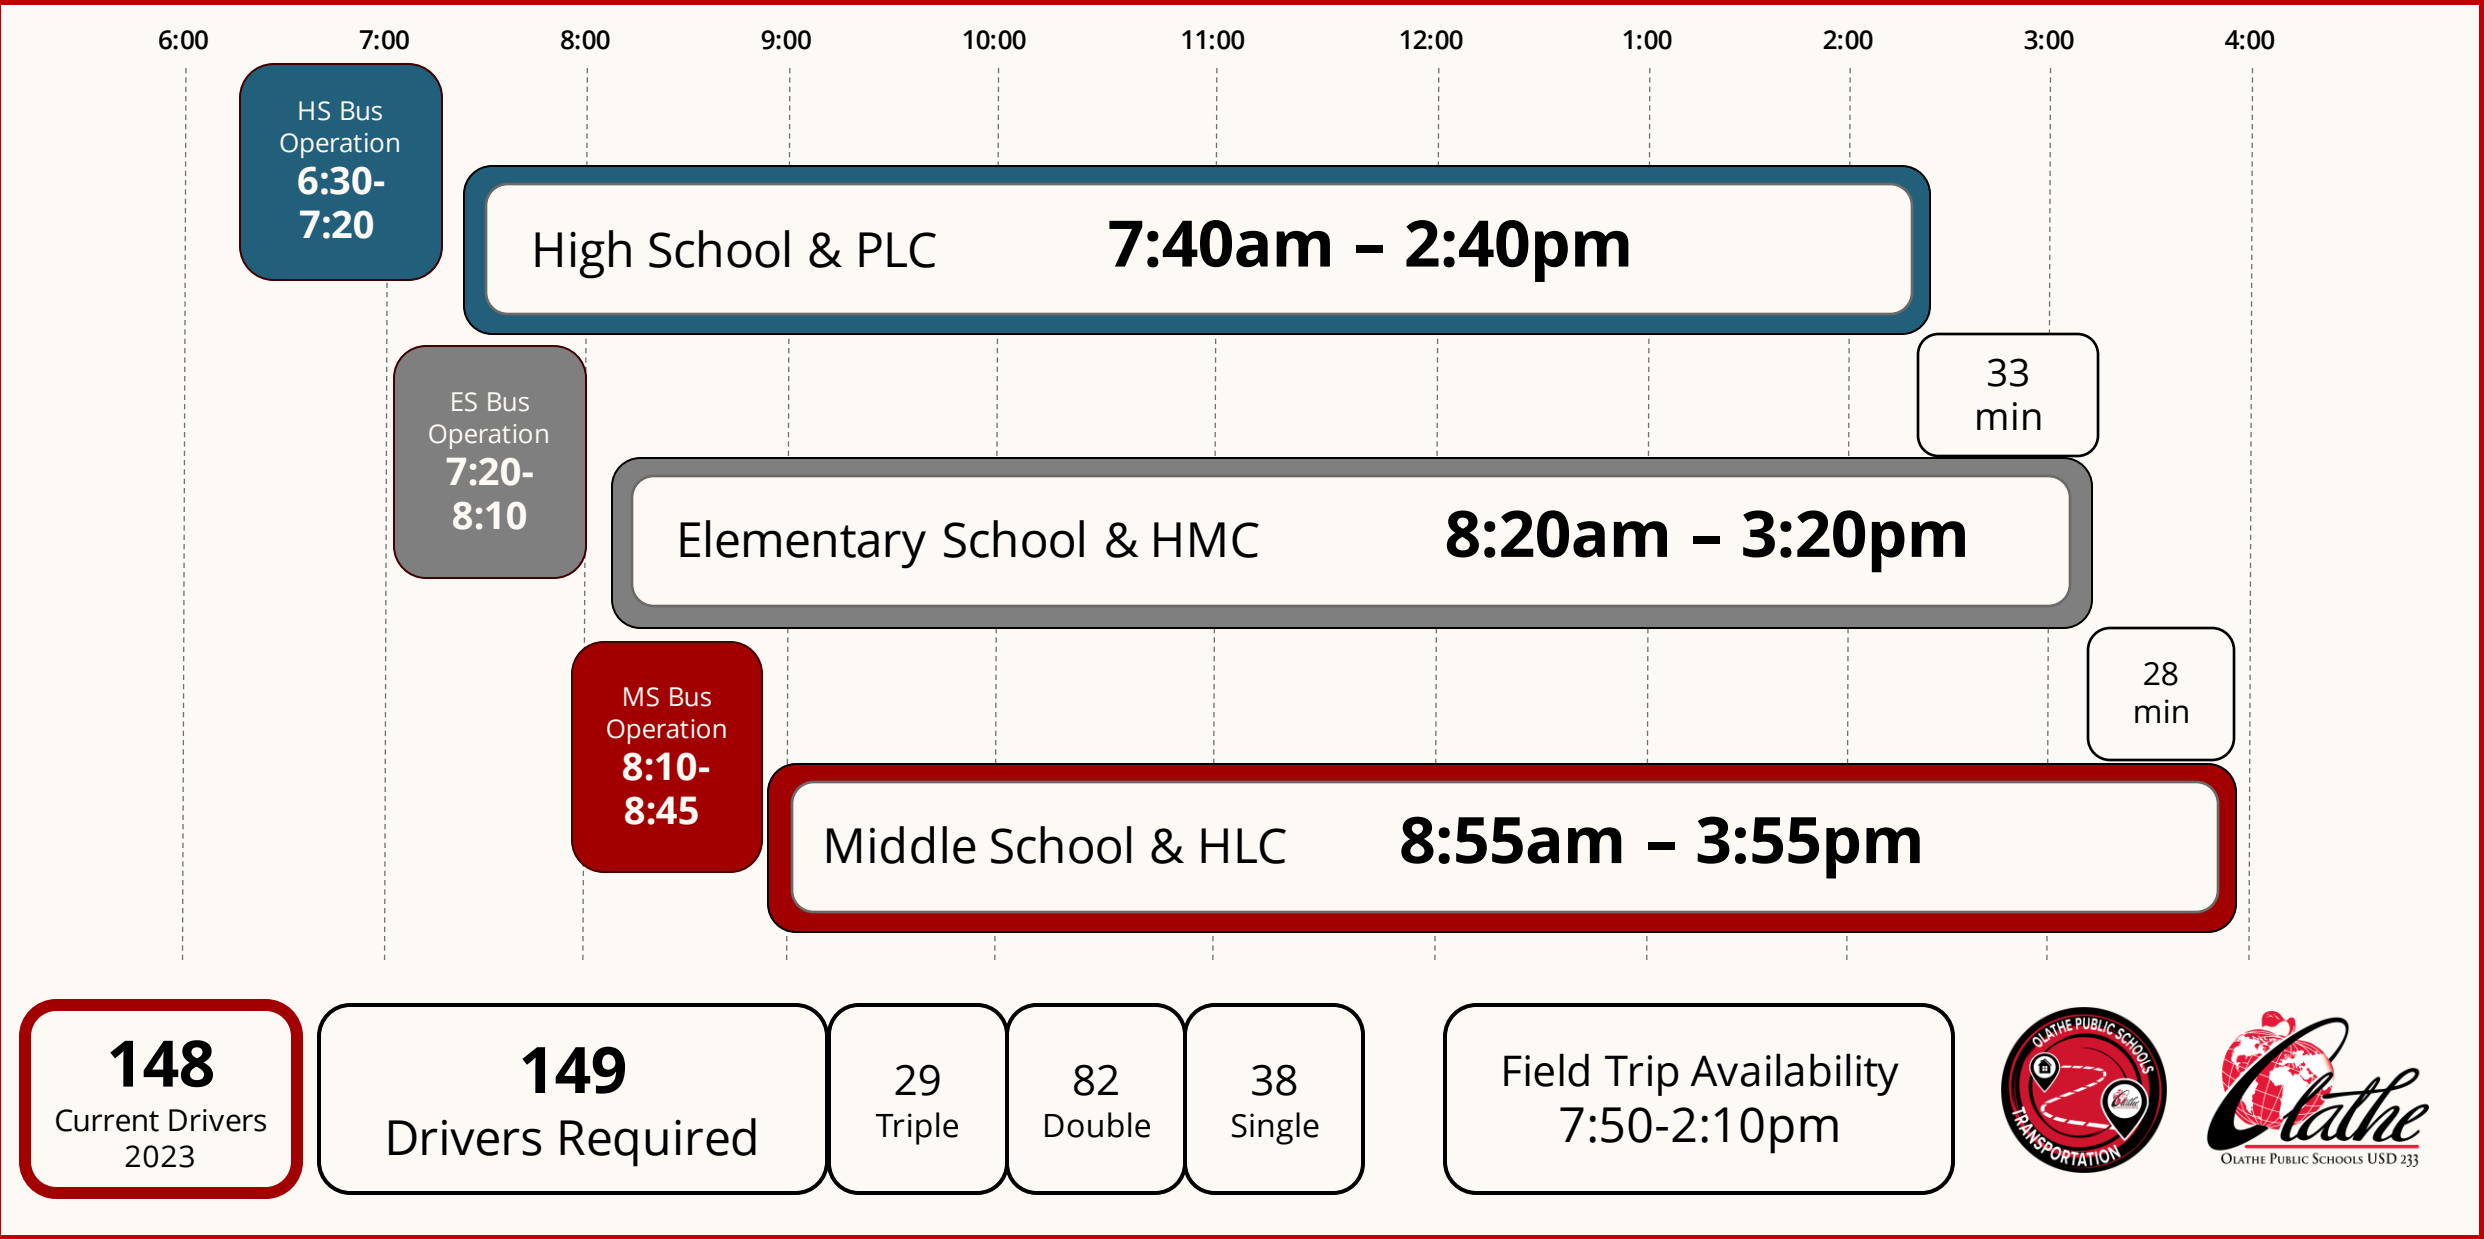 6:00 7:00 8:00 9:00 10:00 11:00 12:00 1:00 2:00 3:00 4:00
HS Bus
Operation
6:30-
7:20
High School & PLC 7:40am – 2:40pm
33
min
ES Bus
Operation
7:20-
8:10
Elementary School & HMC 8:20am – 3:20pm
28
min
MS Bus
Operation
8:10-
8:45
Middle School & HLC 8:55am – 3:55pm
148
Current Drivers
2023
149
Drivers Required
29
Triple
82
Double
38
Single
Field Trip Availability
7:50-2:10pm
OLATHE PUBLIC SCHOOLS
TRANSPORTATION
Olathe
OLATHE PUBLIC SCHOOLS USD 233